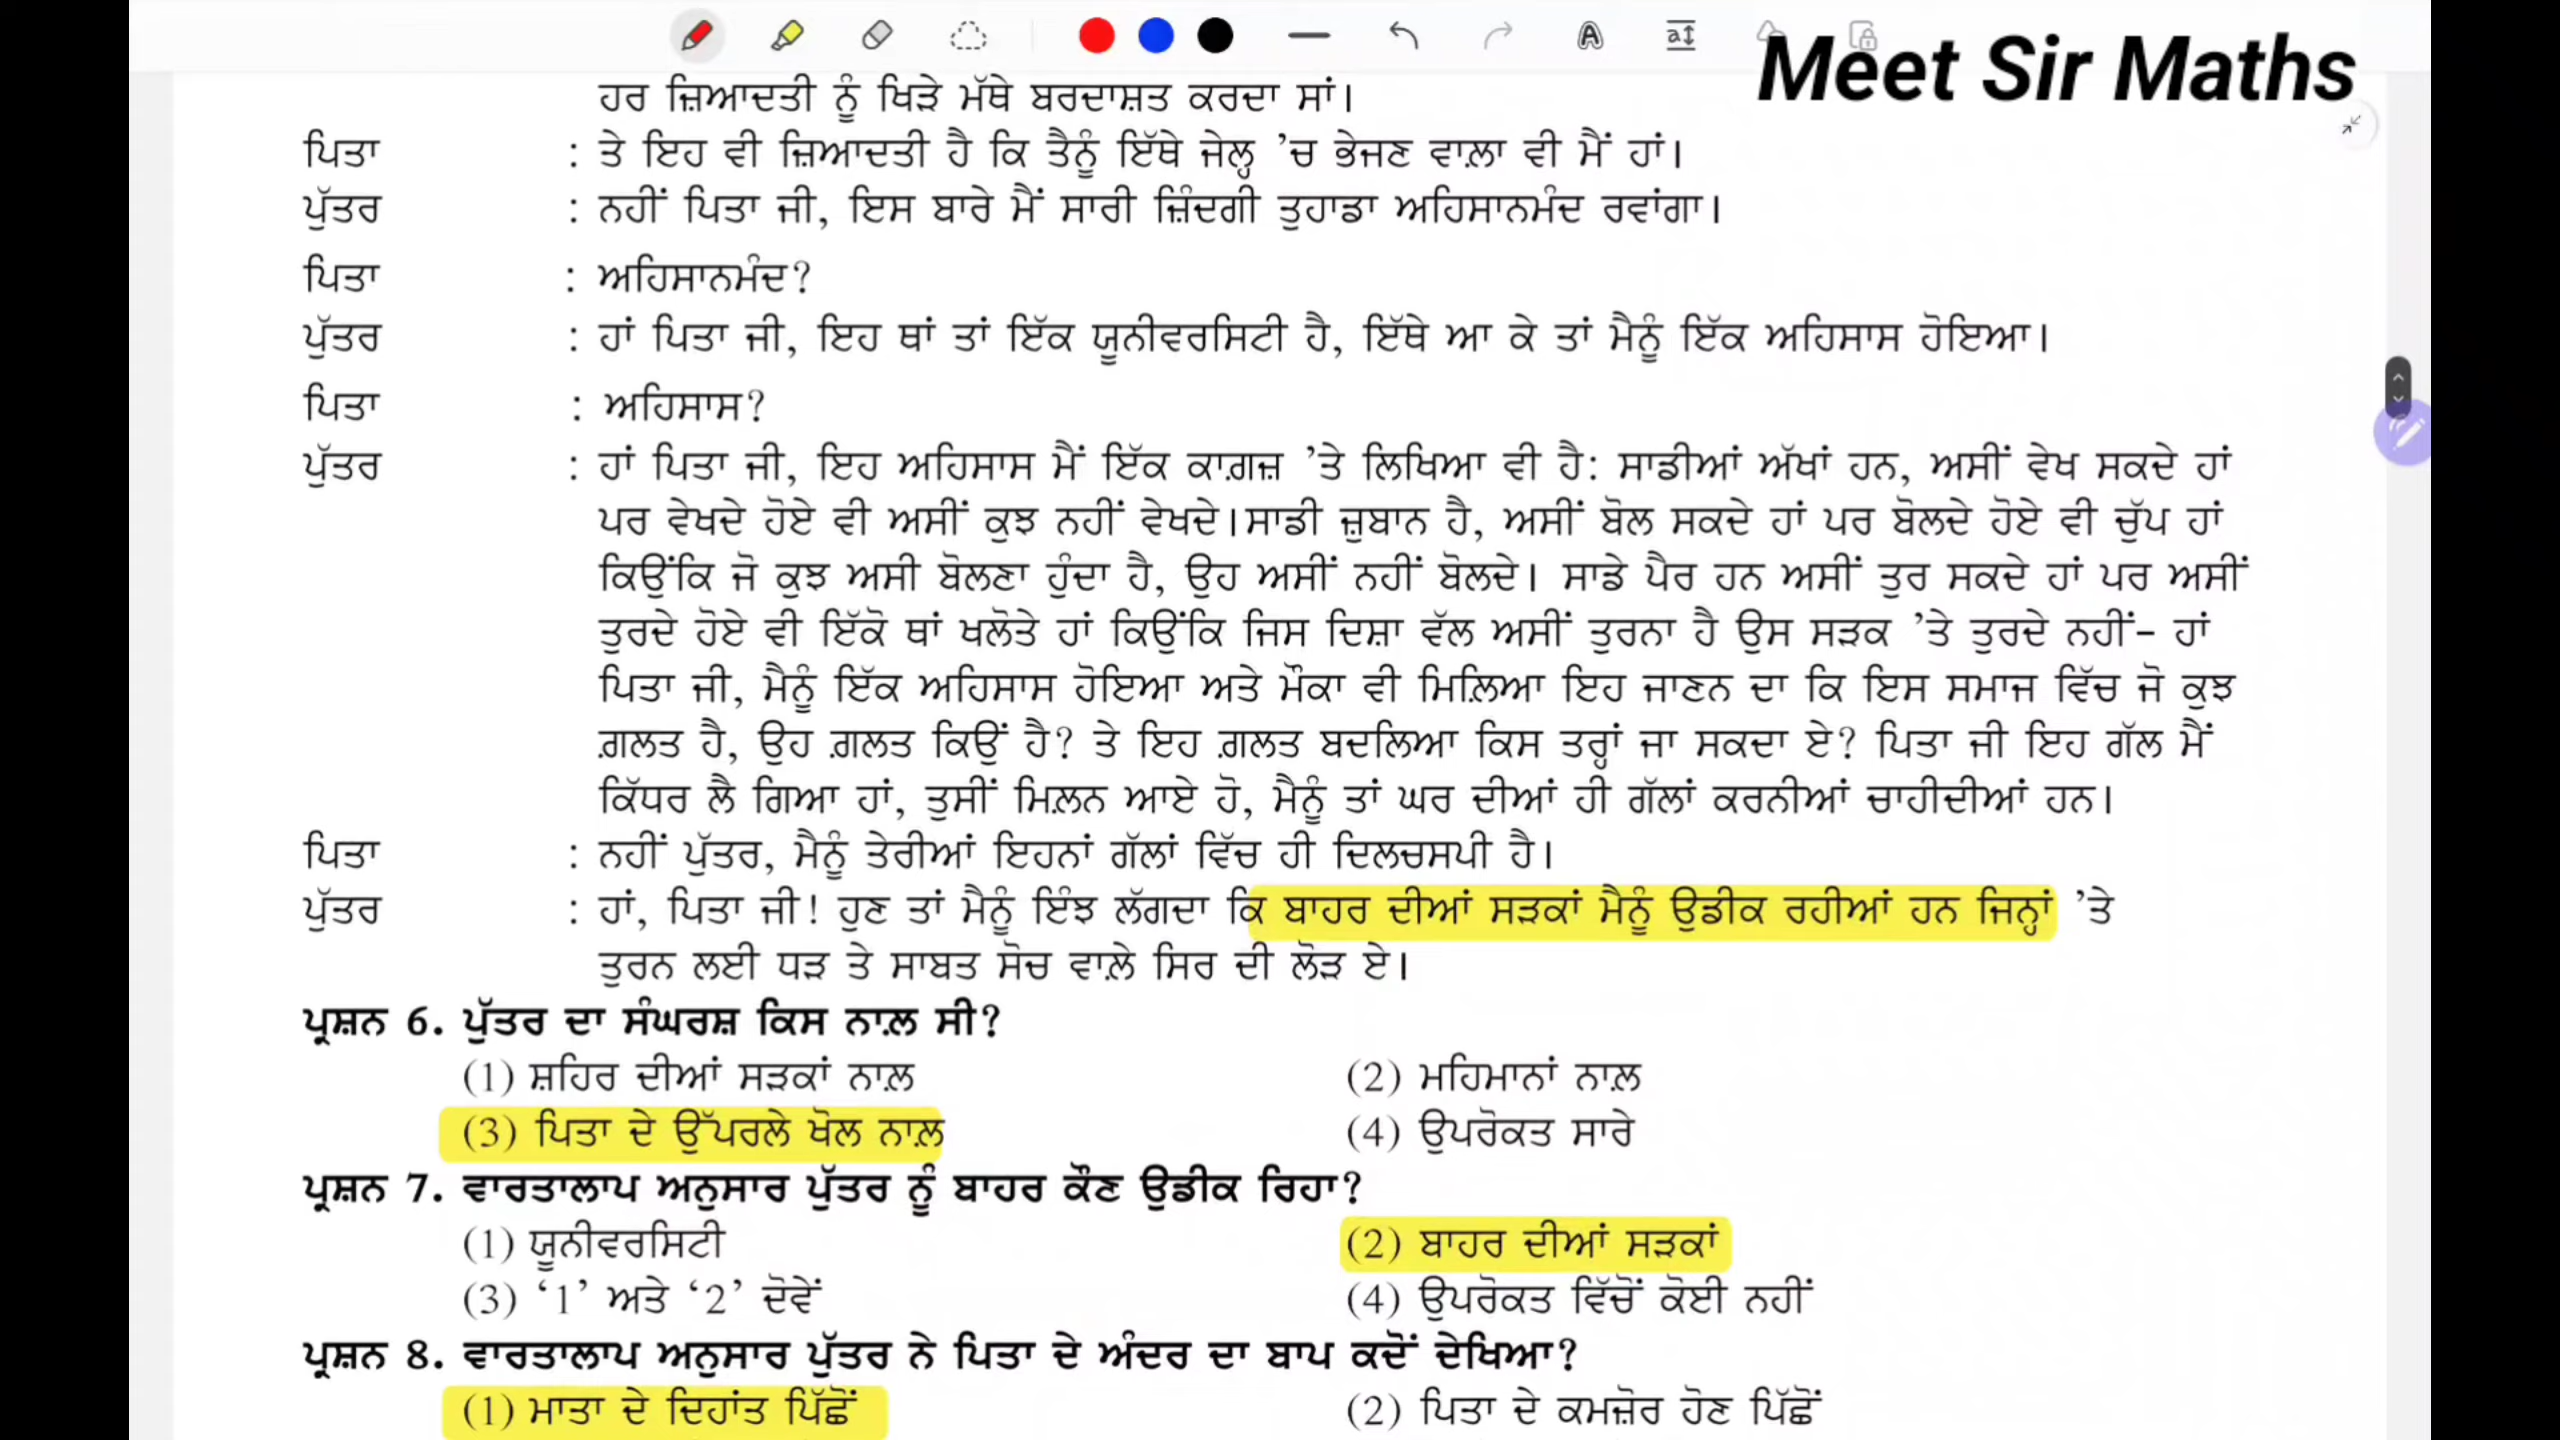 Meet Sir Maths
ਹਰ ਜ਼ਿਆਦਤੀ ਨੂੰ ਖਿੜੇ ਮੱਥੇ ਬਰਦਾਸ਼ਤ ਕਰਦਾ ਸਾਂ।
ਪਿਤਾ : ਤੇ ਇਹ ਵੀ ਜ਼ਿਆਦਤੀ ਹੈ ਕਿ ਤੈਨੂੰ ਇੱਥੇ ਜੇਲ੍ਹ ’ਚ ਭੇਜਣ ਵਾਲ਼ਾ ਵੀ ਮੈਂ ਹਾਂ।
ਪੁੱਤਰ : ਨਹੀਂ ਪਿਤਾ ਜੀ, ਇਸ ਬਾਰੇ ਮੈਂ ਸਾਰੀ ਜ਼ਿੰਦਗੀ ਤੁਹਾਡਾ ਅਹਿਸਾਨਮੰਦ ਰਵਾਂਗਾ।
ਪਿਤਾ : ਅਹਿਸਾਨਮੰਦ?
ਪੁੱਤਰ : ਹਾਂ ਪਿਤਾ ਜੀ, ਇਹ ਥਾਂ ਤਾਂ ਇੱਕ ਯੂਨੀਵਰਸਿਟੀ ਹੈ, ਇੱਥੇ ਆ ਕੇ ਤਾਂ ਮੈਨੂੰ ਇੱਕ ਅਹਿਸਾਸ ਹੋਇਆ।
ਪਿਤਾ : ਅਹਿਸਾਸ?
ਪੁੱਤਰ : ਹਾਂ ਪਿਤਾ ਜੀ, ਇਹ ਅਹਿਸਾਸ ਮੈਂ ਇੱਕ ਕਾਗ਼ਜ਼ ’ਤੇ ਲਿਖਿਆ ਵੀ ਹੈ: ਸਾਡੀਆਂ ਅੱਖਾਂ ਹਨ, ਅਸੀਂ ਵੇਖ ਸਕਦੇ ਹਾਂ
ਪਰ ਵੇਖਦੇ ਹੋਏ ਵੀ ਅਸੀਂ ਕੁਝ ਨਹੀਂ ਵੇਖਦੇ। ਸਾਡੀ ਜ਼ੁਬਾਨ ਹੈ, ਅਸੀਂ ਬੋਲ ਸਕਦੇ ਹਾਂ ਪਰ ਬੋਲਦੇ ਹੋਏ ਵੀ ਚੁੱਪ ਹਾਂ
ਕਿਉਂਕਿ ਜੋ ਕੁਝ ਅਸੀ ਬੋਲਣਾ ਹੁੰਦਾ ਹੈ, ਉਹ ਅਸੀਂ ਨਹੀਂ ਬੋਲਦੇ। ਸਾਡੇ ਪੈਰ ਹਨ ਅਸੀਂ ਤੁਰ ਸਕਦੇ ਹਾਂ ਪਰ ਅਸੀਂ
ਤੁਰਦੇ ਹੋਏ ਵੀ ਇੱਕੋ ਥਾਂ ਖਲੋਤੇ ਹਾਂ ਕਿਉਂਕਿ ਜਿਸ ਦਿਸ਼ਾ ਵੱਲ ਅਸੀਂ ਤੁਰਨਾ ਹੈ ਉਸ ਸੜਕ ’ਤੇ ਤੁਰਦੇ ਨਹੀਂ- ਹਾਂ
ਪਿਤਾ ਜੀ, ਮੈਨੂੰ ਇੱਕ ਅਹਿਸਾਸ ਹੋਇਆ ਅਤੇ ਮੌਕਾ ਵੀ ਮਿਲ਼ਿਆ ਇਹ ਜਾਣਨ ਦਾ ਕਿ ਇਸ ਸਮਾਜ ਵਿੱਚ ਜੋ ਕੁਝ
ਗ਼ਲਤ ਹੈ, ਉਹ ਗ਼ਲਤ ਕਿਉਂ ਹੈ? ਤੇ ਇਹ ਗ਼ਲਤ ਬਦਲਿਆ ਕਿਸ ਤਰ੍ਹਾਂ ਜਾ ਸਕਦਾ ਏ? ਪਿਤਾ ਜੀ ਇਹ ਗੱਲ ਮੈਂ
ਕਿੱਧਰ ਲੈ ਗਿਆ ਹਾਂ, ਤੁਸੀਂ ਮਿਲ਼ਨ ਆਏ ਹੋ, ਮੈਨੂੰ ਤਾਂ ਘਰ ਦੀਆਂ ਹੀ ਗੱਲਾਂ ਕਰਨੀਆਂ ਚਾਹੀਦੀਆਂ ਹਨ।
ਪਿਤਾ : ਨਹੀਂ ਪੁੱਤਰ, ਮੈਨੂੰ ਤੇਰੀਆਂ ਇਹਨਾਂ ਗੱਲਾਂ ਵਿੱਚ ਹੀ ਦਿਲਚਸਪੀ ਹੈ।
ਪੁੱਤਰ : ਹਾਂ, ਪਿਤਾ ਜੀ! ਹੁਣ ਤਾਂ ਮੈਨੂੰ ਇੰਝ ਲੱਗਦਾ ਕਿ ਬਾਹਰ ਦੀਆਂ ਸੜਕਾਂ ਮੈਨੂੰ ਉਡੀਕ ਰਹੀਆਂ ਹਨ ਜਿਨ੍ਹਾਂ ’ਤੇ
ਤੁਰਨ ਲਈ ਧੜ ਤੇ ਸਾਬਤ ਸੋਚ ਵਾਲ਼ੇ ਸਿਰ ਦੀ ਲੋੜ ਏ।
ਪ੍ਰਸ਼ਨ 6. ਪੁੱਤਰ ਦਾ ਸੰਘਰਸ਼ ਕਿਸ ਨਾਲ਼ ਸੀ?
(1) ਸ਼ਹਿਰ ਦੀਆਂ ਸੜਕਾਂ ਨਾਲ਼ (2) ਮਹਿਮਾਨਾਂ ਨਾਲ਼
(3) ਪਿਤਾ ਦੇ ਉੱਪਰਲੇ ਖੋਲ ਨਾਲ਼ (4) ਉਪਰੋਕਤ ਸਾਰੇ
ਪ੍ਰਸ਼ਨ 7. ਵਾਰਤਾਲਾਪ ਅਨੁਸਾਰ ਪੁੱਤਰ ਨੂੰ ਬਾਹਰ ਕੌਣ ਉਡੀਕ ਰਿਹਾ?
(1) ਯੂਨੀਵਰਸਿਟੀ (2) ਬਾਹਰ ਦੀਆਂ ਸੜਕਾਂ
(3) ‘1’ ਅਤੇ ‘2’ ਦੋਵੇਂ (4) ਉਪਰੋਕਤ ਵਿੱਚੋਂ ਕੋਈ ਨਹੀਂ
ਪ੍ਰਸ਼ਨ 8. ਵਾਰਤਾਲਾਪ ਅਨੁਸਾਰ ਪੁੱਤਰ ਨੇ ਪਿਤਾ ਦੇ ਅੰਦਰ ਦਾ ਬਾਪ ਕਦੋਂ ਦੇਖਿਆ?
(1) ਮਾਤਾ ਦੇ ਦਿਹਾਂਤ ਪਿੱਛੋਂ (2) ਪਿਤਾ ਦੇ ਕਮਜ਼ੋਰ ਹੋਣ ਪਿੱਛੋਂ